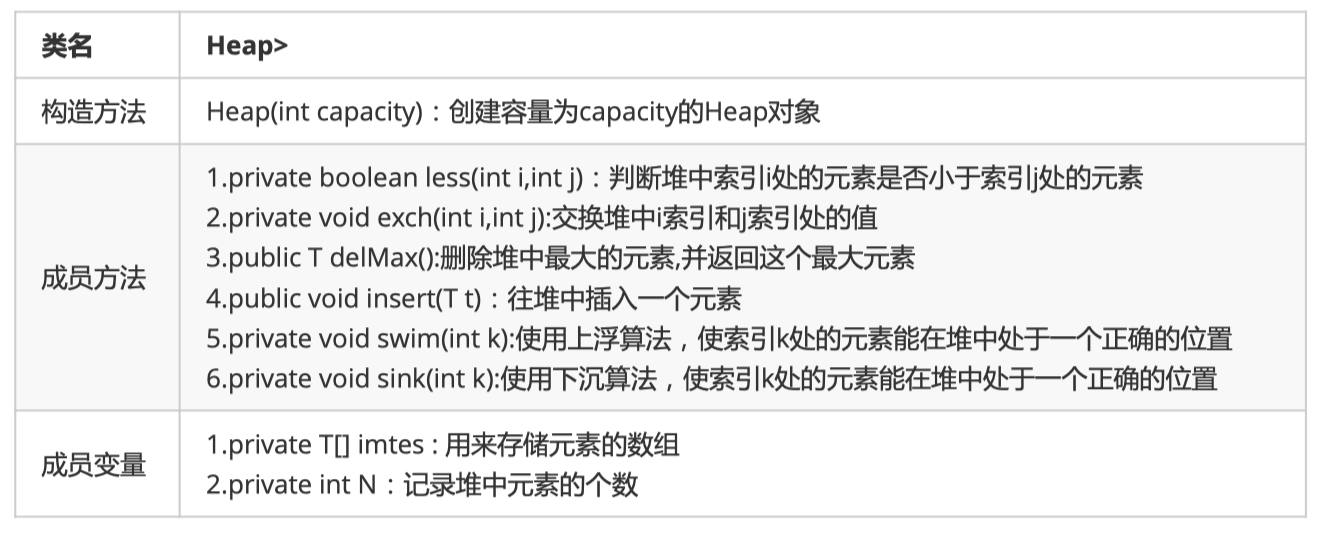 类名 Heap>
构造方法 Heap(int capacity)：创建容量为capacity的Heap对象
成员方法
1.private boolean less(int i,int j)：判断堆中索引i处的元素是否小于索引j处的元素
2.private void exch(int i,int j):交换堆中i索引和j索引处的值
3.public T delMax():删除堆中最大的元素,并返回这个最大元素
4.public void insert(T t)：往堆中插入一个元素
5.private void swim(int k):使用上浮算法，使索引k处的元素能在堆中处于一个正确的位置
6.private void sink(int k):使用下沉算法，使索引k处的元素能在堆中处于一个正确的位置
成员变量
1.private T[] imtes : 用来存储元素的数组
2.private int N：记录堆中元素的个数